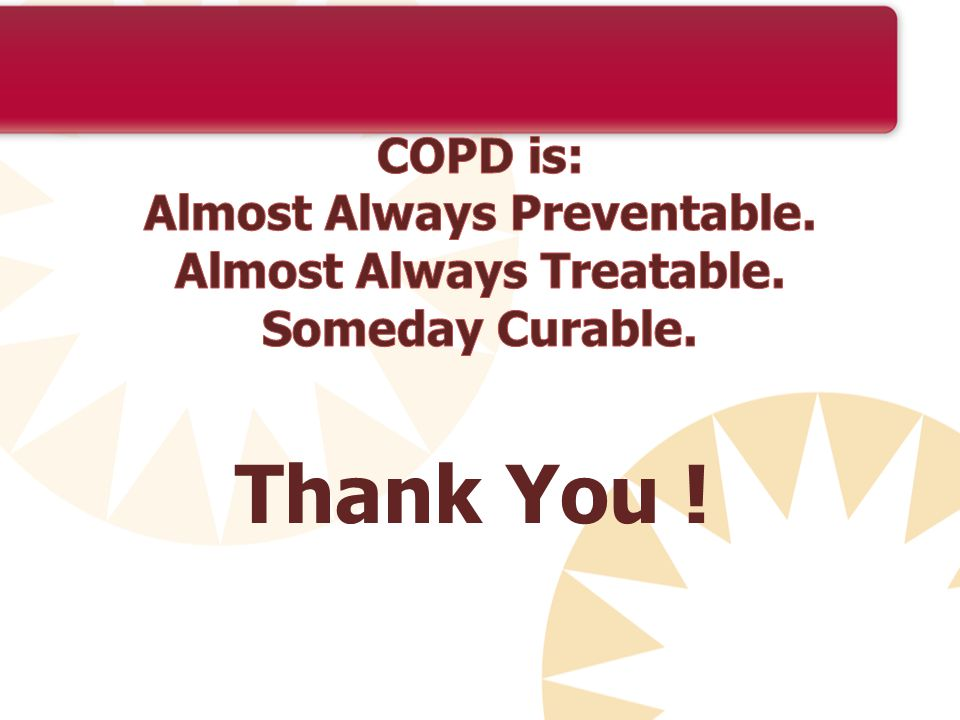 COPD is:
Almost Always Preventable.
Almost Always Treatable.
Someday Curable.
Thank You !